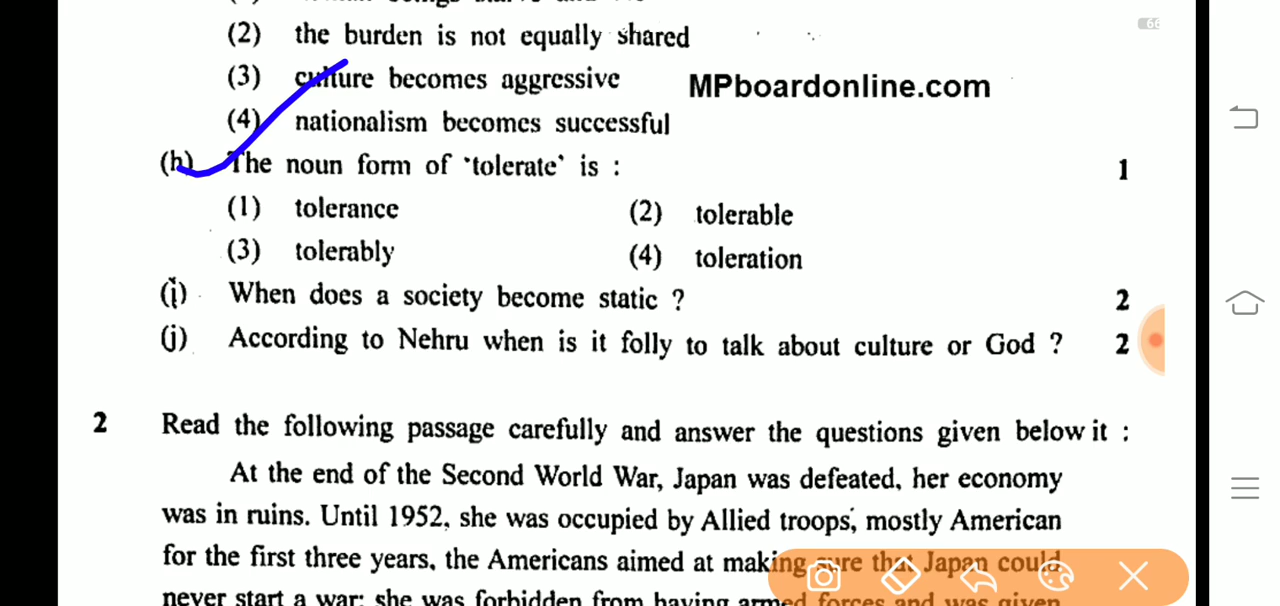 (2) the burden is not equally shared
(3) culture becomes aggressive
MPboardonline.com
(4) nationalism becomes successful
(h) The noun form of ‘tolerate’ is : 1
(1) tolerance (2) tolerable
(3) tolerably (4) toleration
(i) When does a society become static ? 2
(j) According to Nehru when is it folly to talk about culture or God ? 2
2 Read the following passage carefully and answer the questions given below it :
At the end of the Second World War, Japan was defeated, her economy
was in ruins. Until 1952, she was occupied by Allied troops, mostly American
for the first three years, the Americans aimed at making sure that Japan could
never start a war; she was forbidden from having armed forces and was given